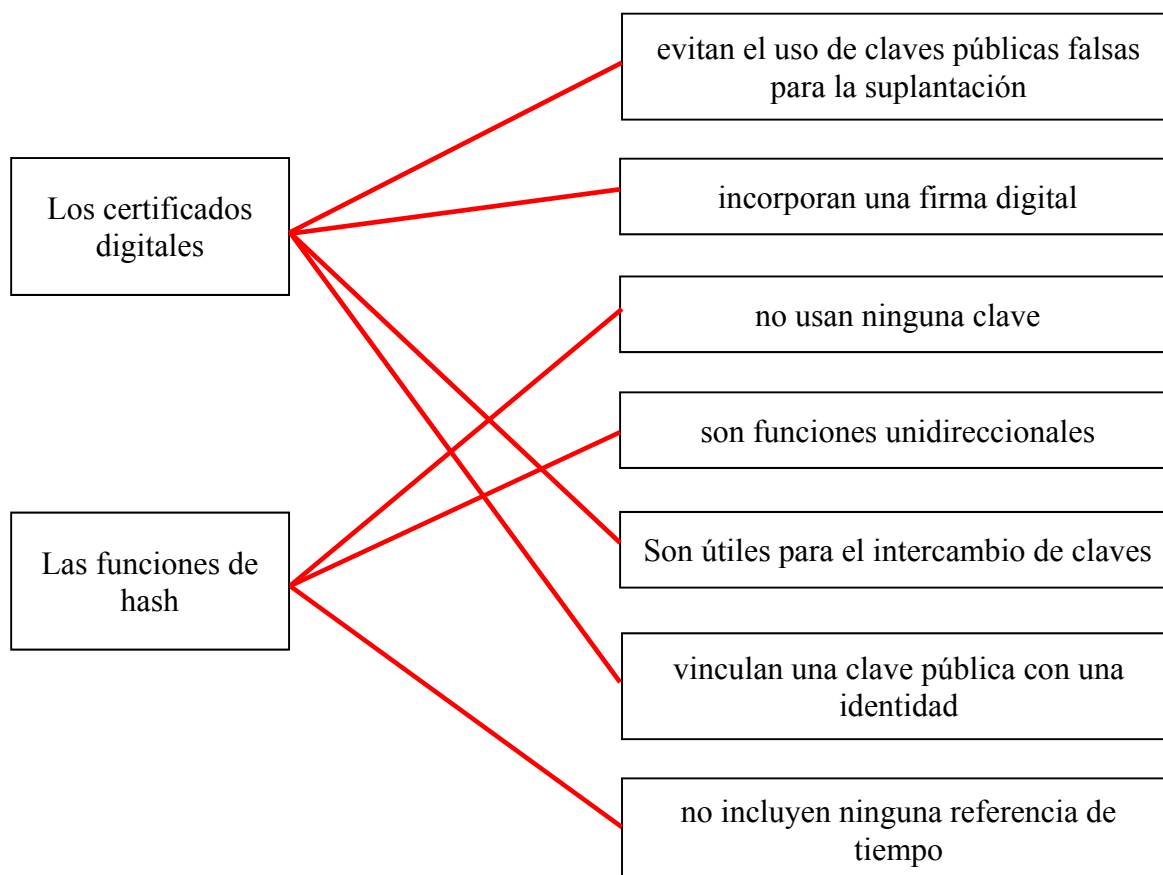 Los certificados
digitales
Las funciones de
hash
evitan el uso de claves públicas falsas
para la suplantación
incorporan una firma digital
no usan ninguna clave
son funciones unidireccionales
Son útiles para el intercambio de claves
vinculan una clave pública con una
identidad
no incluyen ninguna referencia de
tiempo